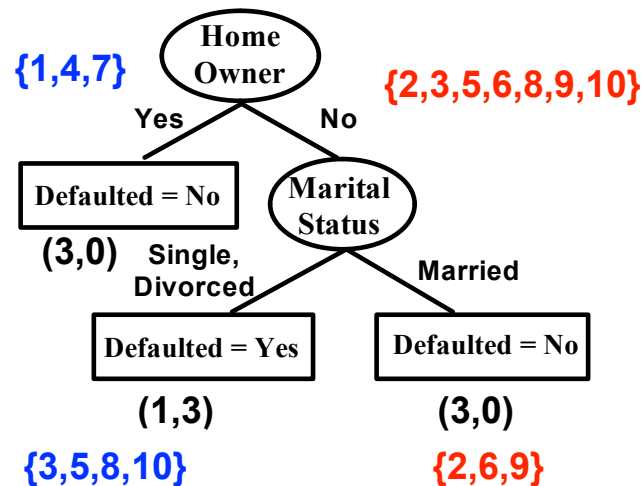 Home
Owner
{1,4,7}
{2,3,5,6,8,9,10}
Yes
No
Defaulted = No
Marital
Status
(3,0)
Single,
Divorced
Married
Defaulted = Yes
Defaulted = No
(1,3)
(3,0)
{3,5,8,10}
{2,6,9}